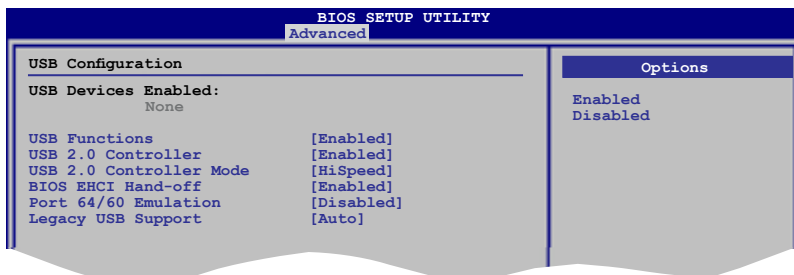 BIOS SETUP UTILITY
Advanced
USB Configuration
USB Devices Enabled:
None
USB Functions [Enabled]
USB 2.0 Controller [Enabled]
USB 2.0 Controller Mode [HiSpeed]
BIOS EHCI Hand-off [Enabled]
Port 64/60 Emulation [Disabled]
Legacy USB Support [Auto]
Options
Enabled
Disabled